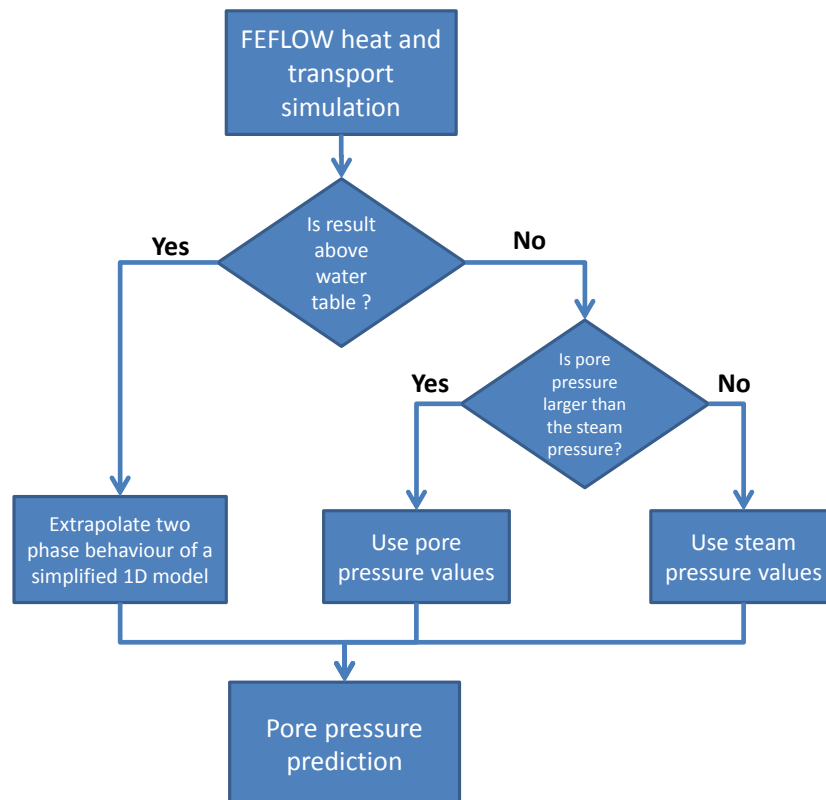 FEFLOW heat and
transport
simulation
Is result
above
water
table ?
Yes
No
Is pore
pressure
larger than
the steam
pressure?
Yes
No
Extrapolate two
phase behaviour of a
simplified 1D model
Use pore
pressure values
Use steam
pressure values
Pore pressure
prediction